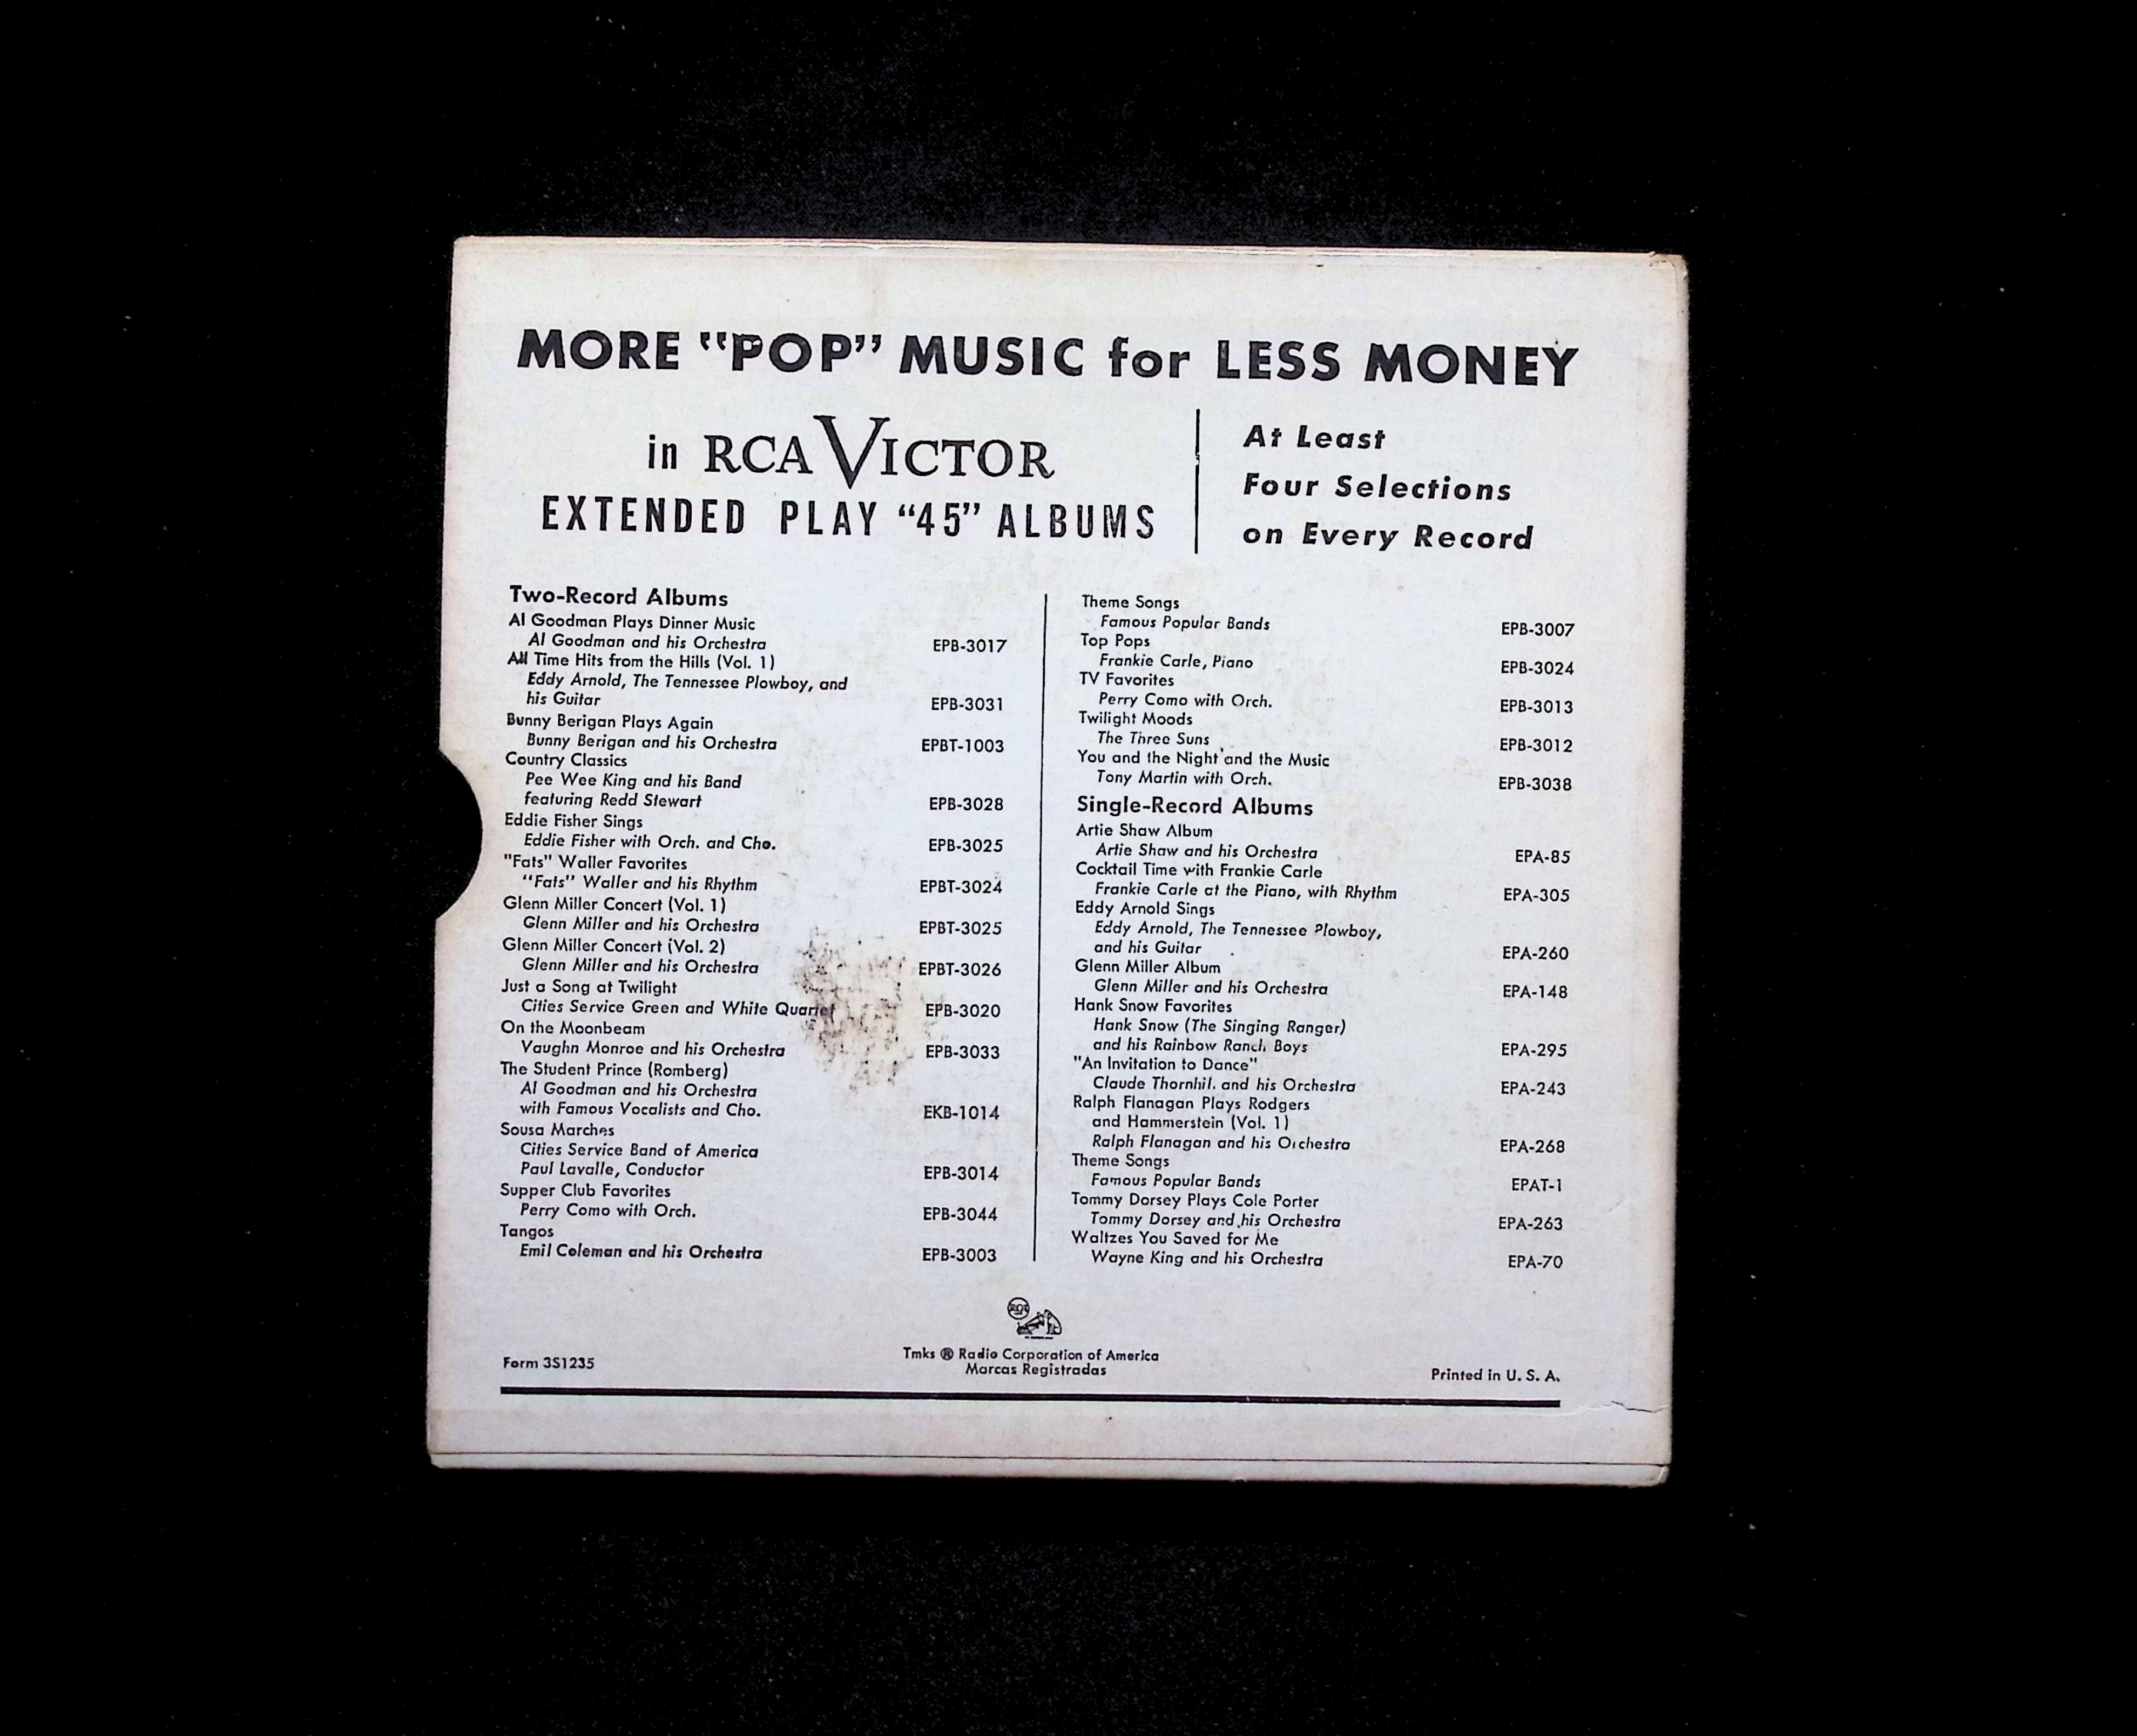 MORE "POP" MUSIC for LESS MONEY
in RCA VICTOR
EXTENDED PLAY "45" ALBUMS
At Least
Four Selections
on Every Record
Two-Record Albums
Al Goodman Plays Dinner Music
Al Goodman and his Orchestra EPB-3017
All Time Hits from the Hills (Vol. 1)
Eddy Arnold, The Tennessee Plowboy, and
his Guitar EPB-3031
Bunny Berigan Plays Again
Bunny Berigan and his Orchestra EPBT-1003
Country Classics
Pee Wee King and his Band
featuring Redd Stewart EPB-3028
Eddie Fisher Sings
Eddie Fisher with Orch. and Cho. EPB-3025
"Fats" Waller Favorites
"Fats" Waller and his Rhythm EPBT-3024
Glenn Miller Concert (Vol. 1)
Glenn Miller and his Orchestra EPBT-3025
Glenn Miller Concert (Vol. 2)
Glenn Miller and his Orchestra EPBT-3026
Just a Song at Twilight
Cities Service Green and White Quartet EPB-3020
On the Moonbeam
Vaughn Monroe and his Orchestra EPB-3033
The Student Prince (Romberg)
Al Goodman and his Orchestra
with Famous Vocalists and Cho. EKB-1014
Sousa Marches
Cities Service Band of America
Paul Lavalle, Conductor EPB-3014
Supper Club Favorites
Perry Como with Orch. EPB-3044
Tangos
Emil Coleman and his Orchestra EPB-3003
Theme Songs
Famous Popular Bands EPB-3007
Top Pops
Frankie Carle, Piano EPB-3024
TV Favorites
Perry Como with Orch. EPB-3013
Twilight Moods
The Three Suns EPB-3012
You and the Night and the Music
Tony Martin with Orch. EPB-3038
Single-Record Albums
Artie Shaw Album
Artie Shaw and his Orchestra EPA-85
Cocktail Time with Frankie Carle
Frankie Carle at the Piano, with Rhythm EPA-305
Eddy Arnold Sings
Eddy Arnold, The Tennessee Plowboy,
and his Guitar EPA-260
Glenn Miller Album
Glenn Miller and his Orchestra EPA-148
Hank Snow Favorites
Hank Snow (The Singing Ranger)
and his Rainbow Ranch Boys EPA-295
"An Invitation to Dance"
Claude Thornhill and his Orchestra EPA-243
Ralph Flanagan Plays Rodgers
and Hammerstein (Vol. 1)
Ralph Flanagan and his Orchestra EPA-268
Theme Songs
Famous Popular Bands EPAT-1
Tommy Dorsey Plays Cole Porter
Tommy Dorsey and his Orchestra EPA-263
Waltzes You Saved for Me
Wayne King and his Orchestra EPA-70
RCA
Form 3S1235
Tmks ® Radio Corporation of America
Marcas Registradas
Printed in U. S. A.